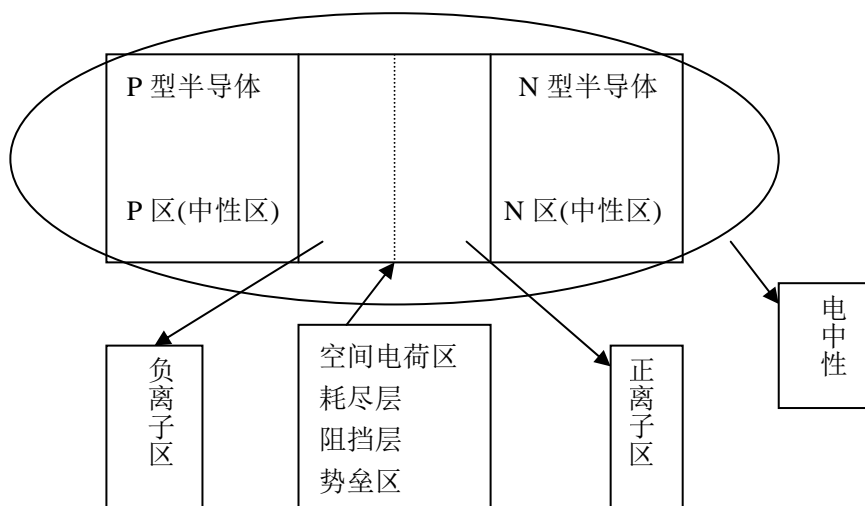 P 型半导体
N 型半导体
P 区(中性区)
N 区(中性区)
负离子区
空间电荷区
耗尽层
阻挡层
势垒区
正离子区
电中性